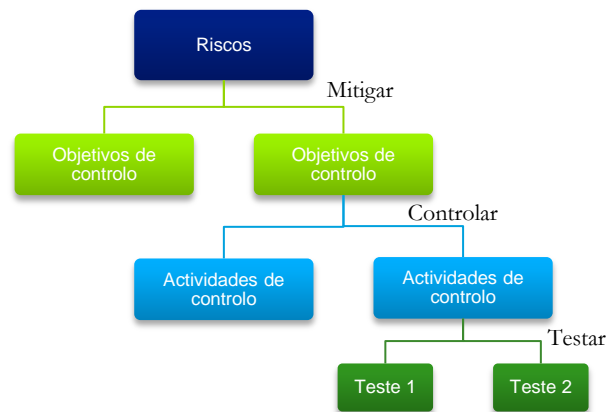 Riscos
Mitigar
Objetivos de
controlo
Objetivos de
controlo
Controlar
Actividades de
controlo
Actividades de
controlo
Testar
Teste 1
Teste 2